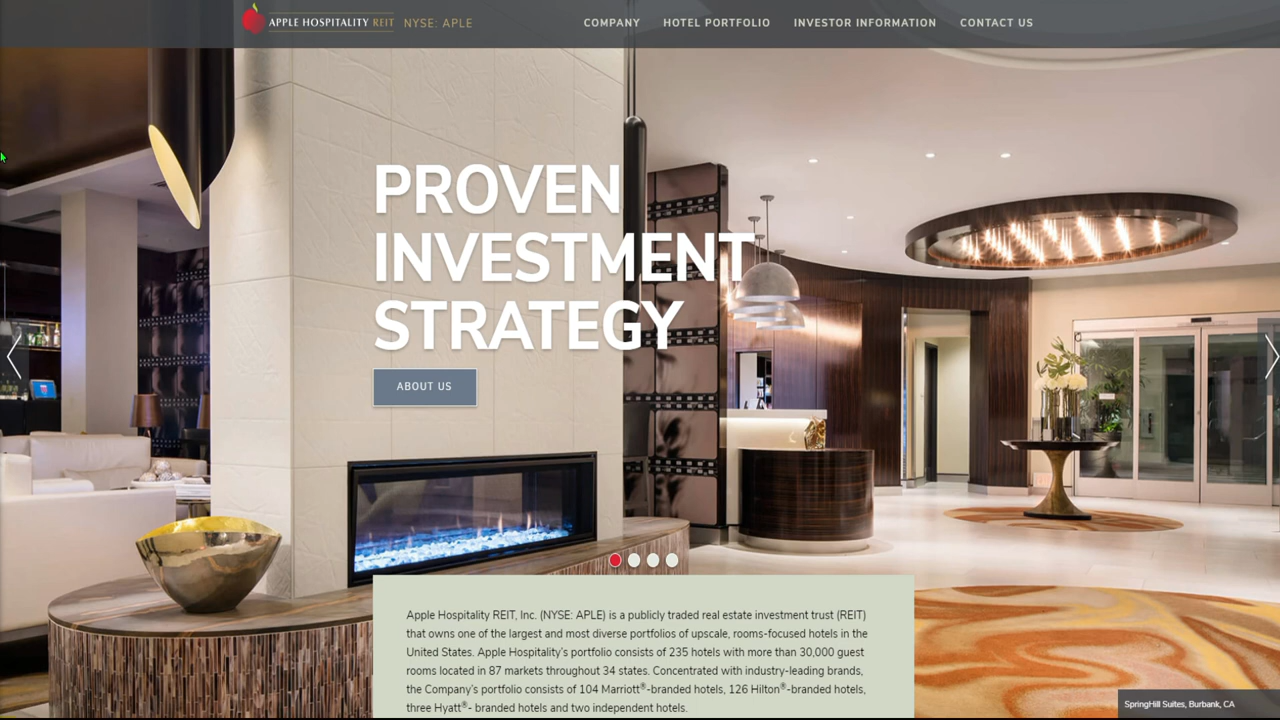 APPLE HOSPITALITY REIT NYSE: APLE COMPANY HOTEL PORTFOLIO INVESTOR INFORMATION CONTACT US
PROVEN
INVESTMENT
STRATEGY
ABOUT US
Apple Hospitality REIT, Inc. (NYSE: APLE) is a publicly traded real estate investment trust (REIT)
that owns one of the largest and most diverse portfolios of upscale, rooms-focused hotels in the
United States. Apple Hospitality's portfolio consists of 235 hotels with more than 30,000 guest
rooms located in 87 markets throughout 34 states. Concentrated with industry-leading brands,
the Company's portfolio consists of 104 Marriott®-branded hotels, 126 Hilton®-branded hotels,
three Hyatt®- branded hotels and two independent hotels.
SpringHill Suites, Burbank, CA